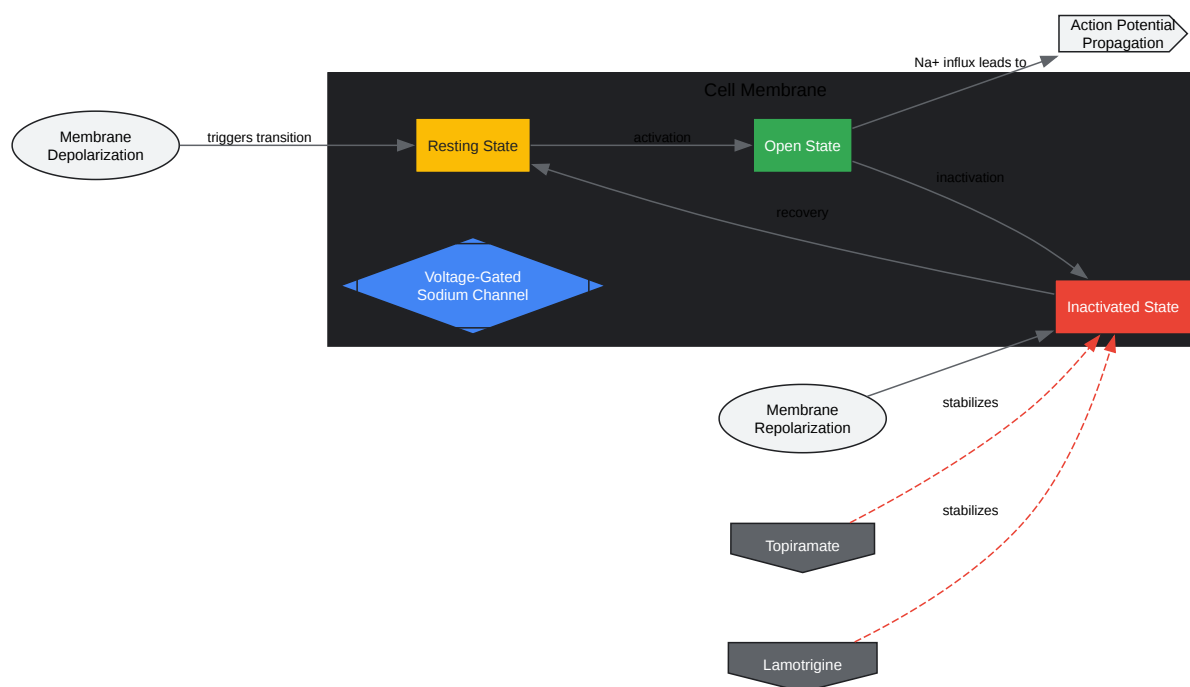 Action Potential
Propagation
Na+ influx leads to
Cell Membrane
Membrane
Depolarization
triggers transition
Resting State
activation
Open State
inactivation
recovery
Voltage-Gated
Sodium Channel
Inactivated State
Membrane
Repolarization
stabilizes
stabilizes
Topiramate
Lamotrigine